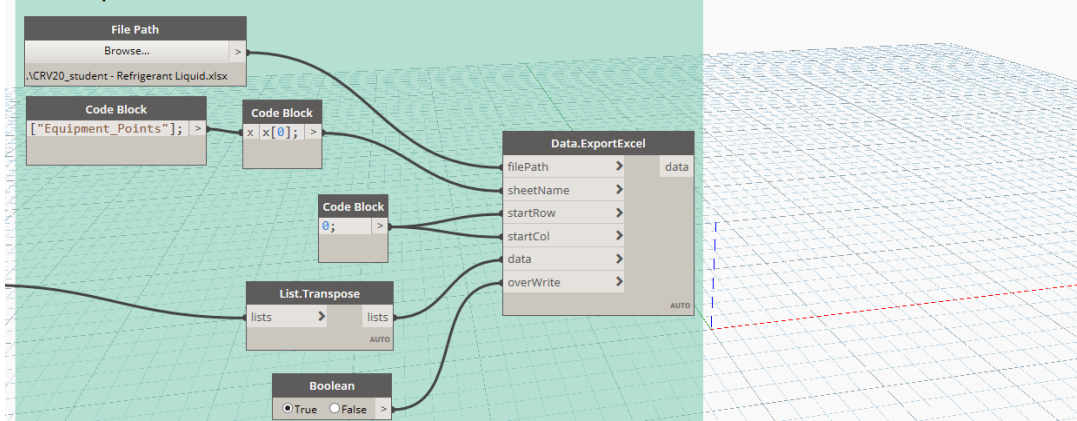 File Path
Browse... >
.\CRV20_student - Refrigerant Liquid.xlsx
Code Block
["Equipment_Points"]; >
Code Block
x x[0]; >
Code Block
0; >
List.Transpose
lists > lists
AUTO
Boolean
True False >
Data.ExportExcel
filePath > data
sheetName >
startRow >
startCol >
data >
overWrite >
AUTO